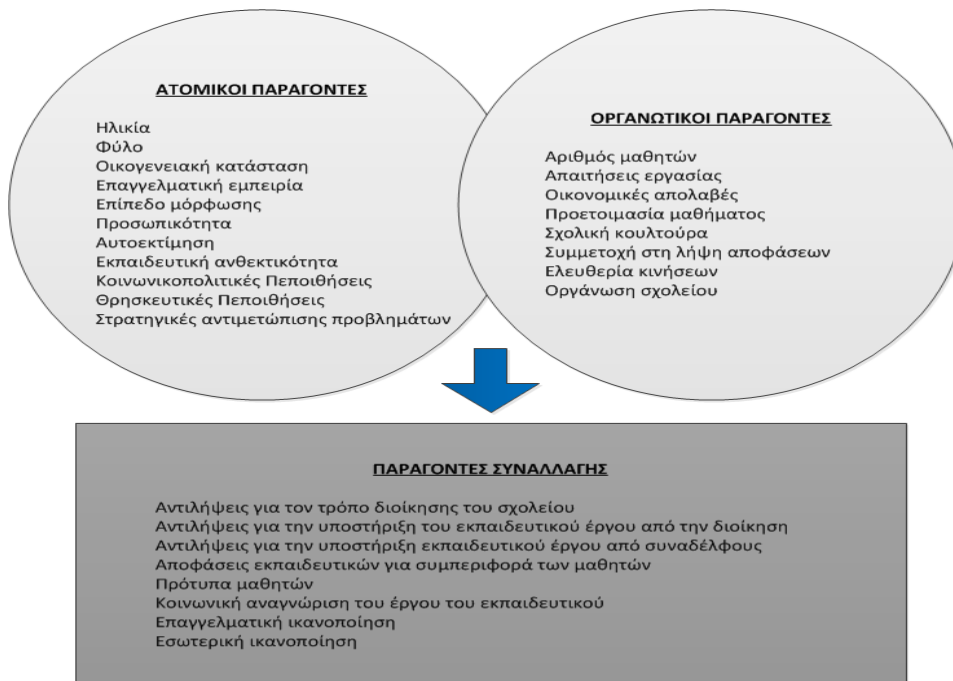 ΑΤΟΜΙΚΟΙ ΠΑΡΑΓΟΝΤΕΣ
Ηλικία
Φύλο
Οικογενειακή κατάσταση
Επαγγελματική εμπειρία
Επίπεδο μόρφωσης
Προσωπικότητα
Αυτοεκτίμηση
Εκπαιδευτική ανθεκτικότητα
Κοινωνικοπολιτικές Πεποιθήσεις
Θρησκευτικές Πεποιθήσεις
Στρατηγικές αντιμετώπισης προβλημάτων
ΟΡΓΑΝΩΤΙΚΟΙ ΠΑΡΑΓΟΝΤΕΣ
Αριθμός μαθητών
Απαιτήσεις εργασίας
Οικονομικές απολαβές
Προετοιμασία μαθήματος
Σχολική κουλτούρα
Συμμετοχή στη λήψη αποφάσεων
Ελευθερία κινήσεων
Οργάνωση σχολείου
ΠΑΡΑΓΟΝΤΕΣ ΣΥΝΑΛΛΑΓΗΣ
Αντιλήψεις για τον τρόπο διοίκησης του σχολείου
Αντιλήψεις για την υποστήριξη του εκπαιδευτικού έργου από την διοίκηση
Αντιλήψεις για την υποστήριξη εκπαιδευτικού έργου από συναδέλφους
Αποφάσεις εκπαιδευτικών για συμπεριφορά των μαθητών
Πρότυπα μαθητών
Κοινωνική αναγνώριση του έργου του εκπαιδευτικού
Επαγγελματική ικανοποίηση
Εσωτερική ικανοποίηση